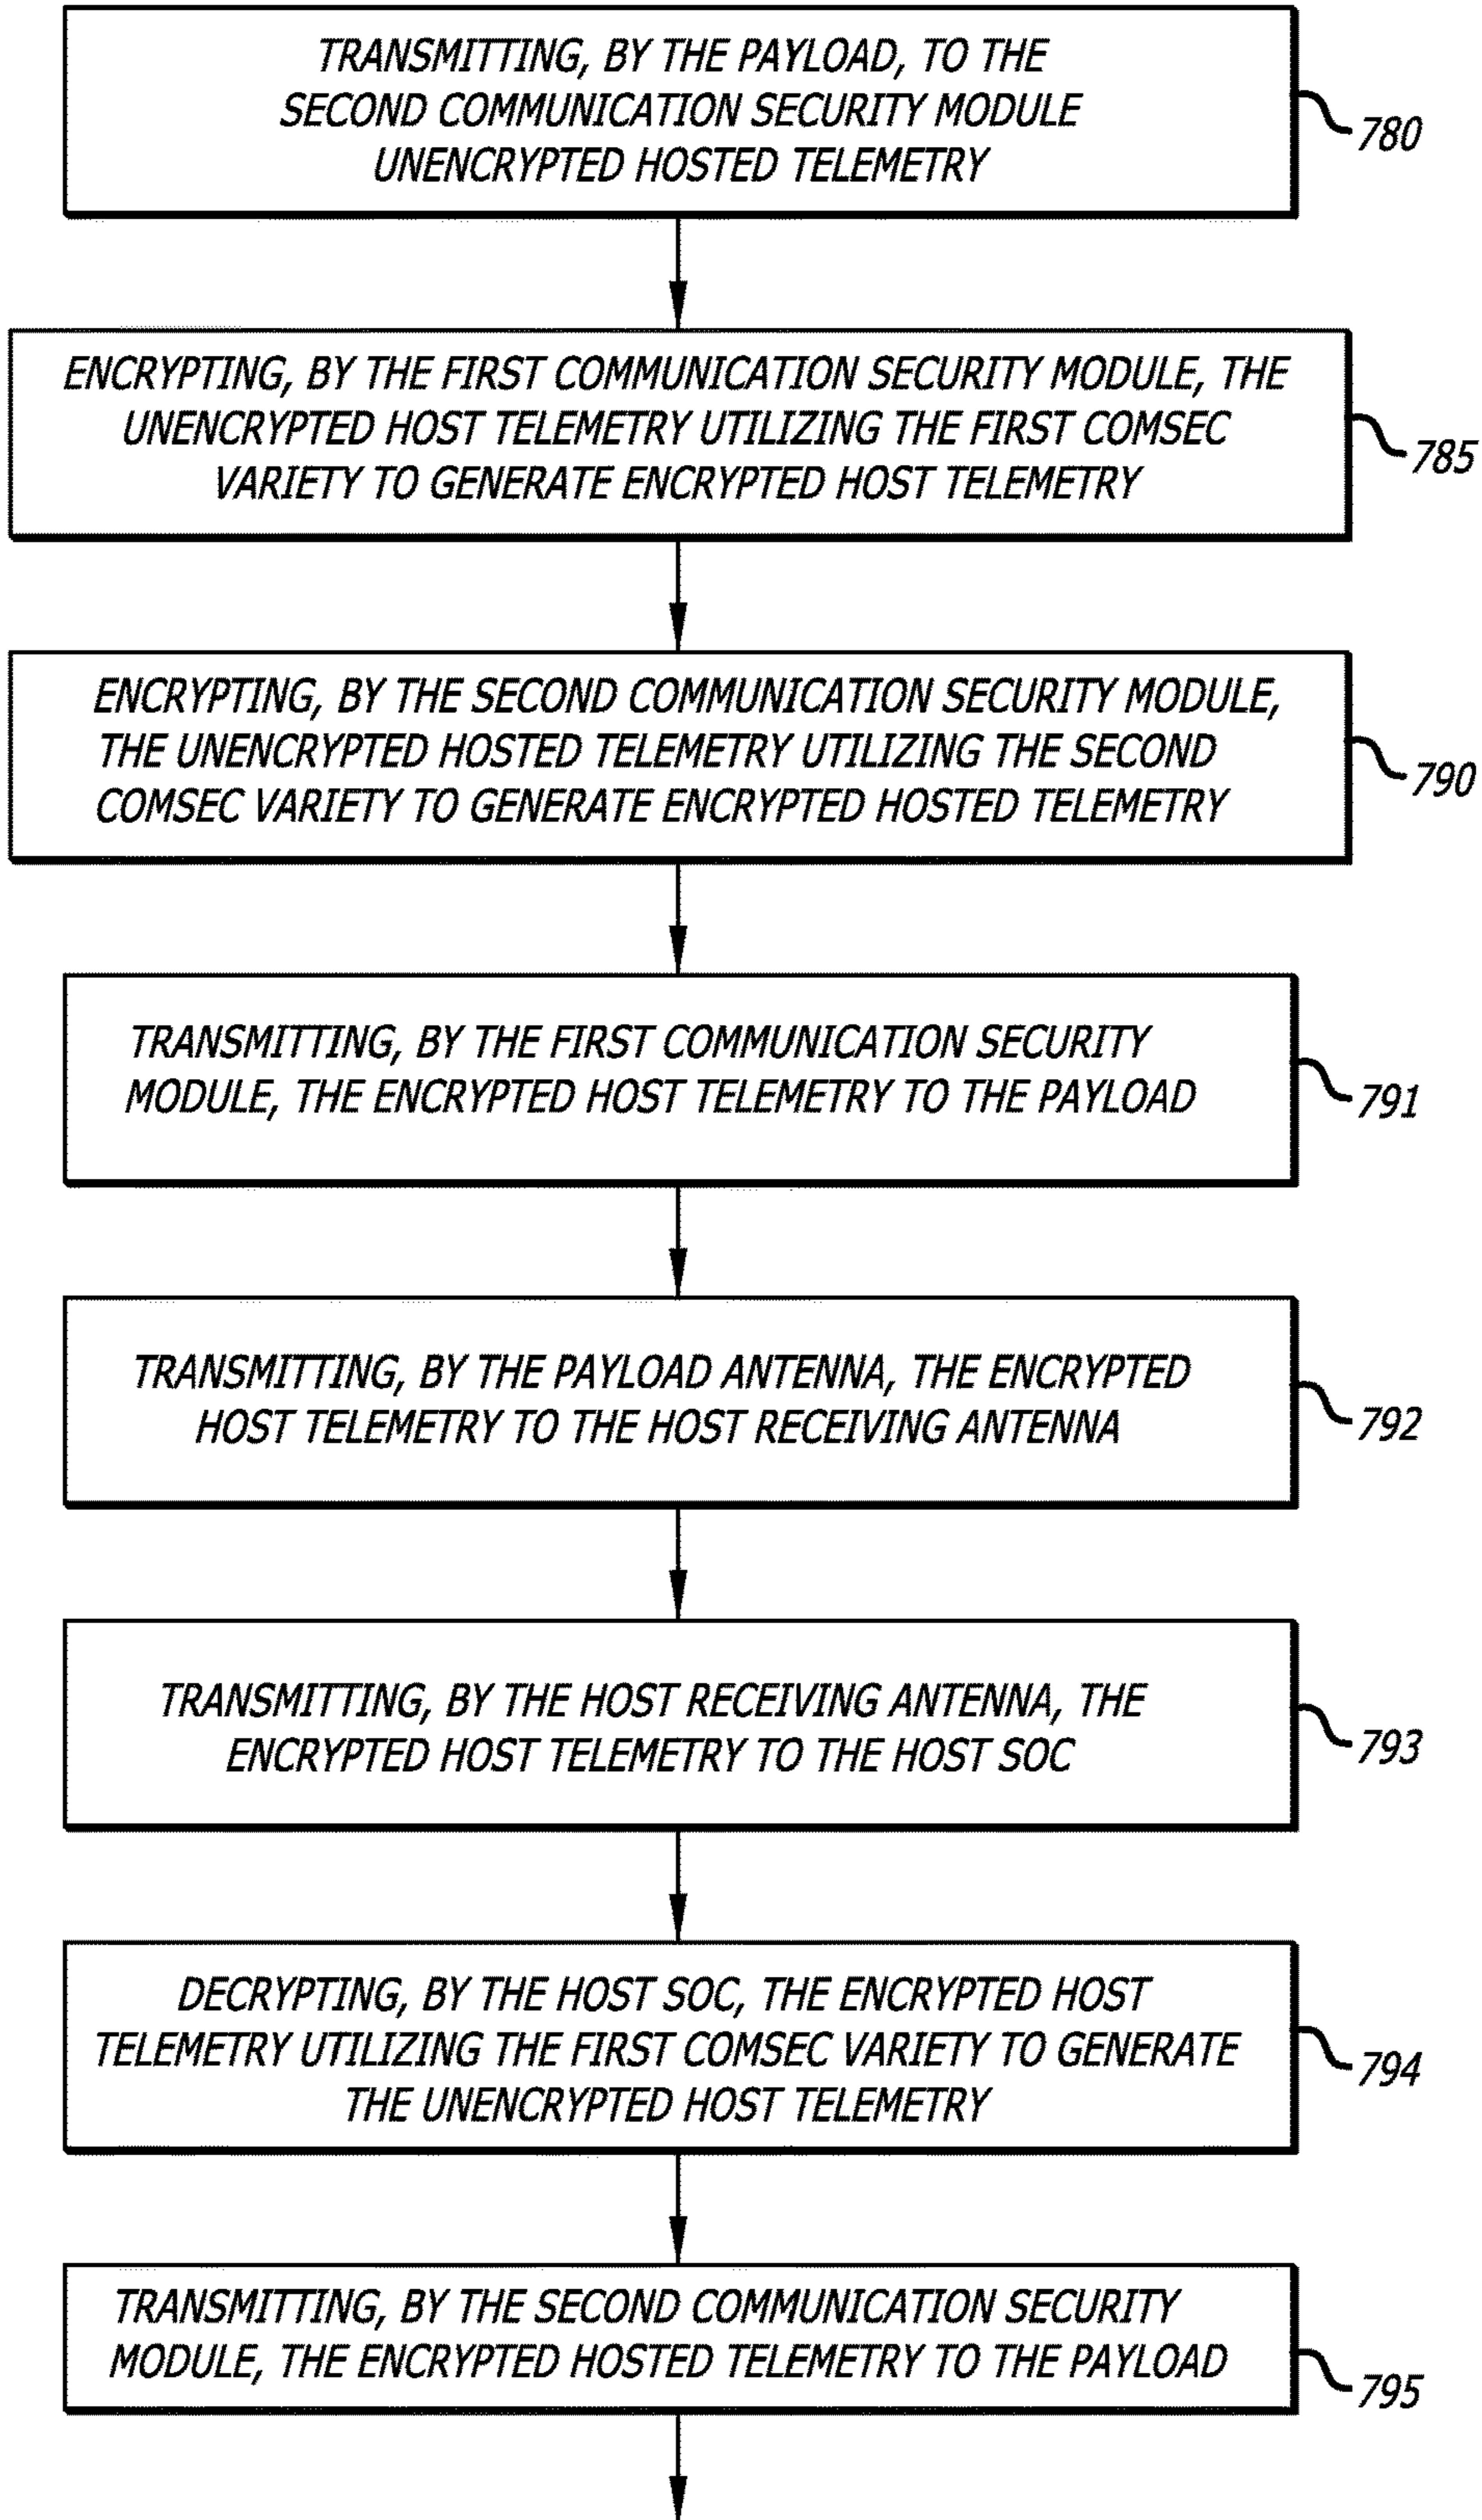 TRANSMITTING, BY THE PAYLOAD, TO THE
SECOND COMMUNICATION SECURITY MODULE
UNENCRYPTED HOSTED TELEMETRY
780
ENCRYPTING, BY THE FIRST COMMUNICATION SECURITY MODULE, THE
UNENCRYPTED HOST TELEMETRY UTILIZING THE FIRST COMSEC
VARIETY TO GENERATE ENCRYPTED HOST TELEMETRY
785
ENCRYPTING, BY THE SECOND COMMUNICATION SECURITY MODULE,
THE UNENCRYPTED HOSTED TELEMETRY UTILIZING THE SECOND
COMSEC VARIETY TO GENERATE ENCRYPTED HOSTED TELEMETRY
790
TRANSMITTING, BY THE FIRST COMMUNICATION SECURITY
MODULE, THE ENCRYPTED HOST TELEMETRY TO THE PAYLOAD
791
TRANSMITTING, BY THE PAYLOAD ANTENNA, THE ENCRYPTED
HOST TELEMETRY TO THE HOST RECEIVING ANTENNA
792
TRANSMITTING, BY THE HOST RECEIVING ANTENNA, THE
ENCRYPTED HOST TELEMETRY TO THE HOST SOC
793
DECRYPTING, BY THE HOST SOC, THE ENCRYPTED HOST
TELEMETRY UTILIZING THE FIRST COMSEC VARIETY TO GENERATE
THE UNENCRYPTED HOST TELEMETRY
794
TRANSMITTING, BY THE SECOND COMMUNICATION SECURITY
MODULE, THE ENCRYPTED HOSTED TELEMETRY TO THE PAYLOAD
795